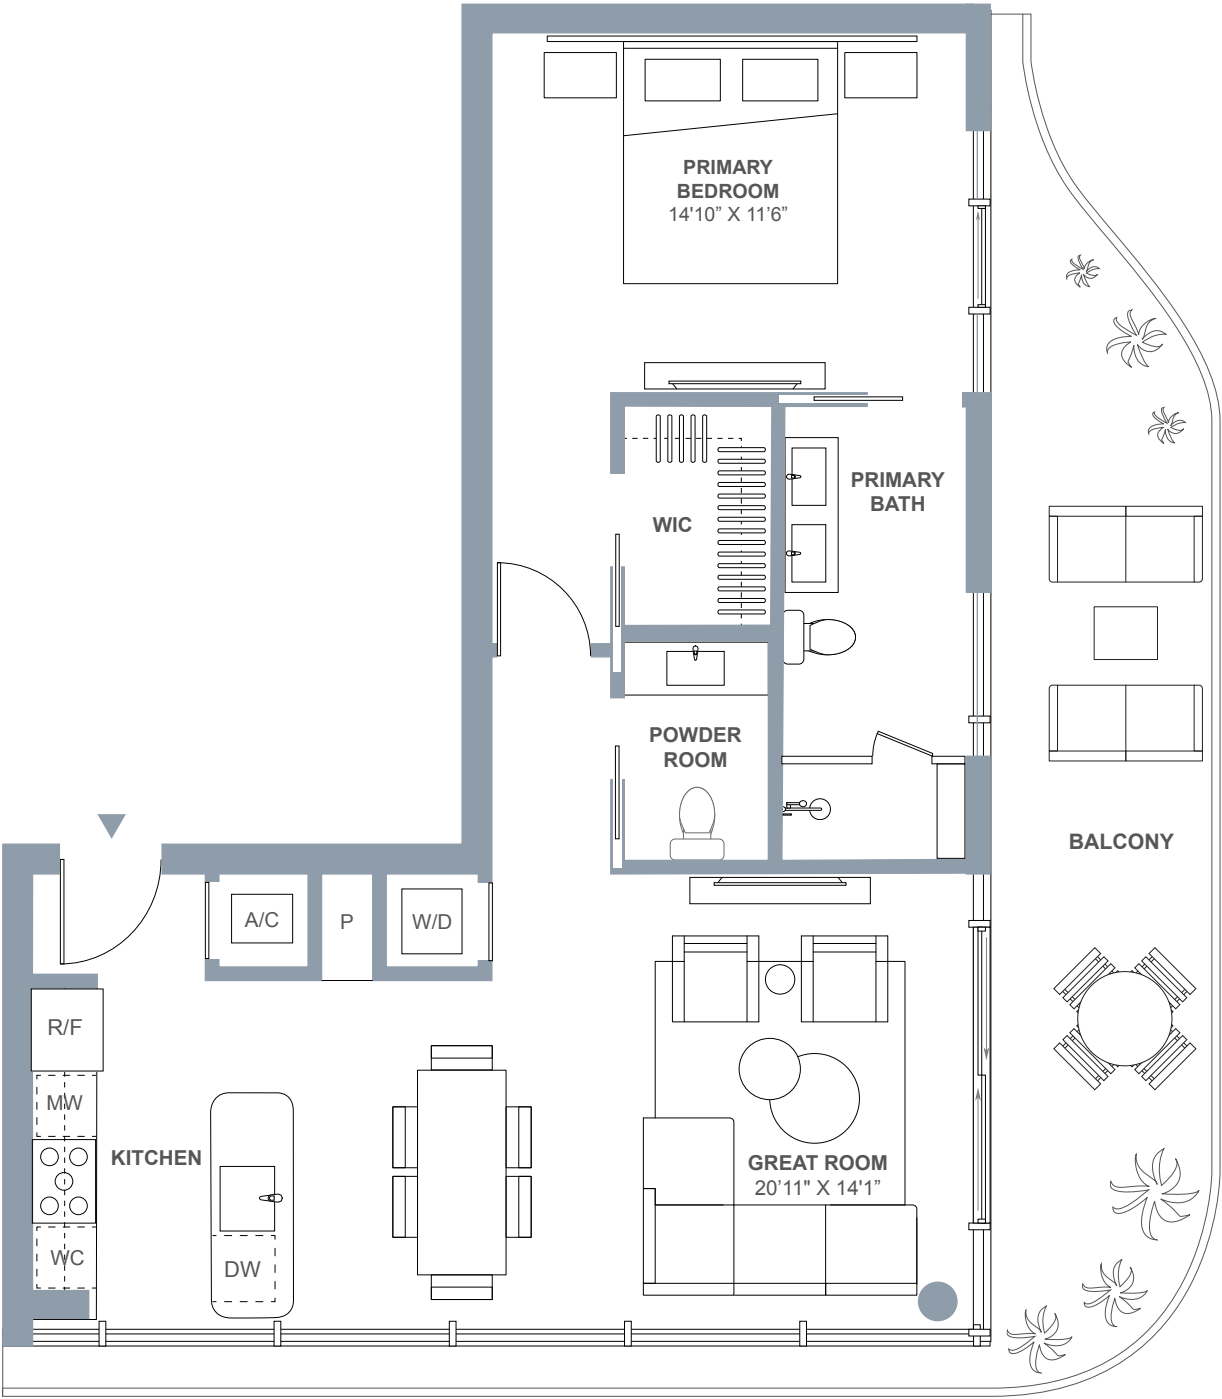 PRIMARY
BEDROOM
14'10” X 11’6”
PRIMARY
BATH
WIC
POWDER
ROOM
BALCONY
A/C
P
W/D
R/F
MW
KITCHEN
GREAT ROOM
20’11" X 14'1”
WC
DW